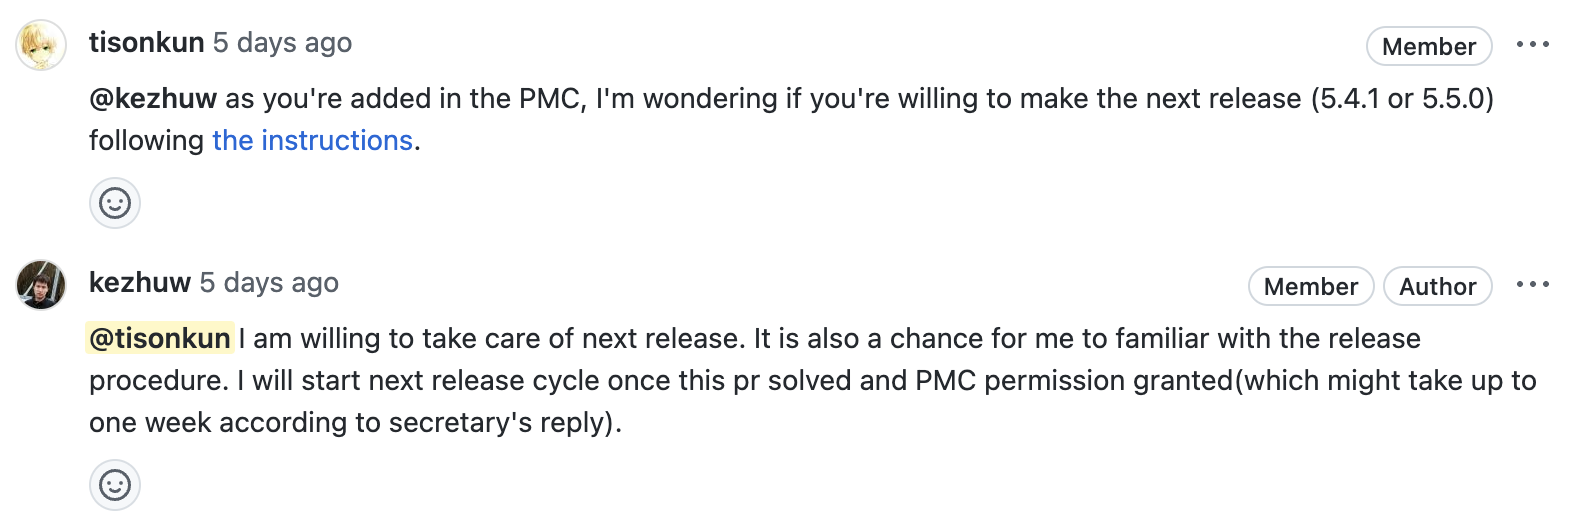 tisonkun 5 days ago
Member
@kezhuw as you're added in the PMC, I'm wondering if you're willing to make the next release (5.4.1 or 5.5.0)
following the instructions.
kezhuw 5 days ago
Member
Author
@tisonkun I am willing to take care of next release. It is also a chance for me to familiar with the release
procedure. I will start next release cycle once this pr solved and PMC permission granted(which might take up to
one week according to secretary's reply).